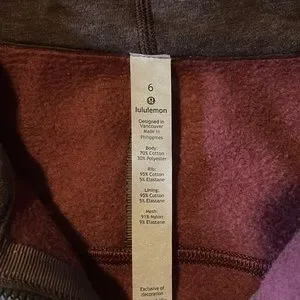 6
lululemon
Designed in
Vancouver
Made in
Philippines
Body:
70% Cotton
30% Polyester
Rib:
95% Cotton
5% Elastane
Lining:
95% Cotton
5% Elastane
Mesh:
91% Nylon
9% Elastane
Exclusive of
decoration